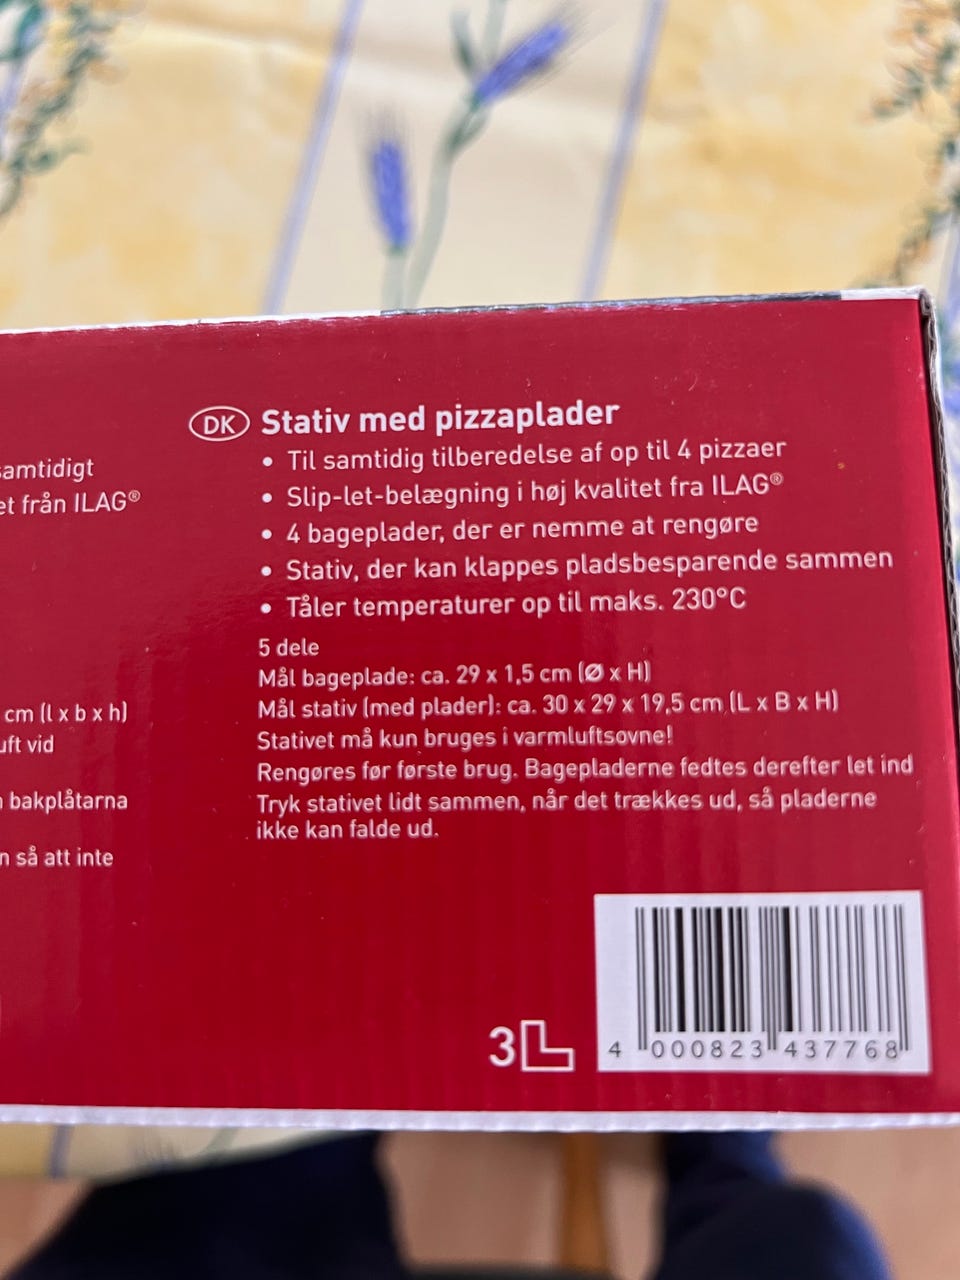 samtidigt
et från ILAG®
cm (l x b x h)
uft vid
bakplåtarna
n så att inte
DK Stativ med pizzaplader
• Til samtidig tilberedelse af op til 4 pizzaer
• Slip-let-belægning i høj kvalitet fra ILAG®
• 4 bageplader, der er nemme at rengøre
• Stativ, der kan klappes pladsbesparende sammen
• Tåler temperaturer op til maks. 230°C
5 dele
Mål bageplade: ca. 29 x 1,5 cm (Ø x H)
Mål stativ (med plader): ca. 30 x 29 x 19,5 cm (L x B x H)
Stativet må kun bruges i varmluftsovne!
Rengøres før første brug. Bagepladerne fedtes derefter let ind
Tryk stativet lidt sammen, når det trækkes ud, så pladerne
ikke kan falde ud.
3L
4 000823 437768